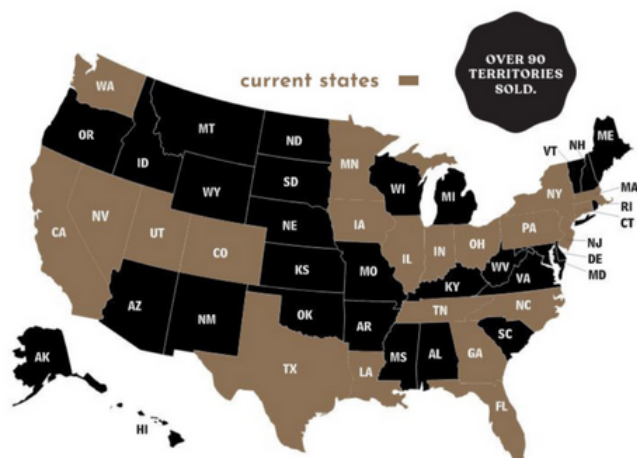 OVER 90
TERRITORIES
SOLD.
current states
WA
OR
ID
MT
ND
MN
WY
SD
WI
MI
VT
NH
ME
NY
MA
RI
CT
CA
NV
UT
CO
NE
IA
IL
IN
OH
PA
NJ
DE
MD
KS
MO
KY
WV
VA
AZ
NM
OK
AR
TN
NC
SC
TX
LA
MS
AL
GA
FL
AK
HI